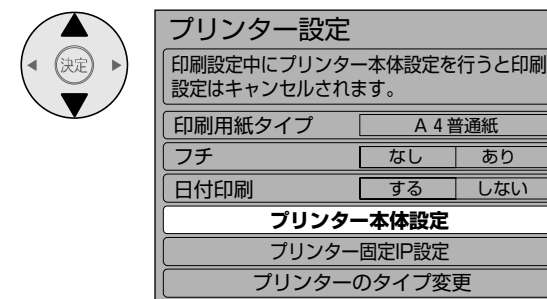 決定
プリンター設定
印刷設定中にプリンター本体設定を行うと印刷
設定はキャンセルされます。
印刷用紙タイプ A4普通紙
フチ なし あり
日付印刷 する しない
プリンター本体設定
プリンター固定IP設定
プリンターのタイプ変更